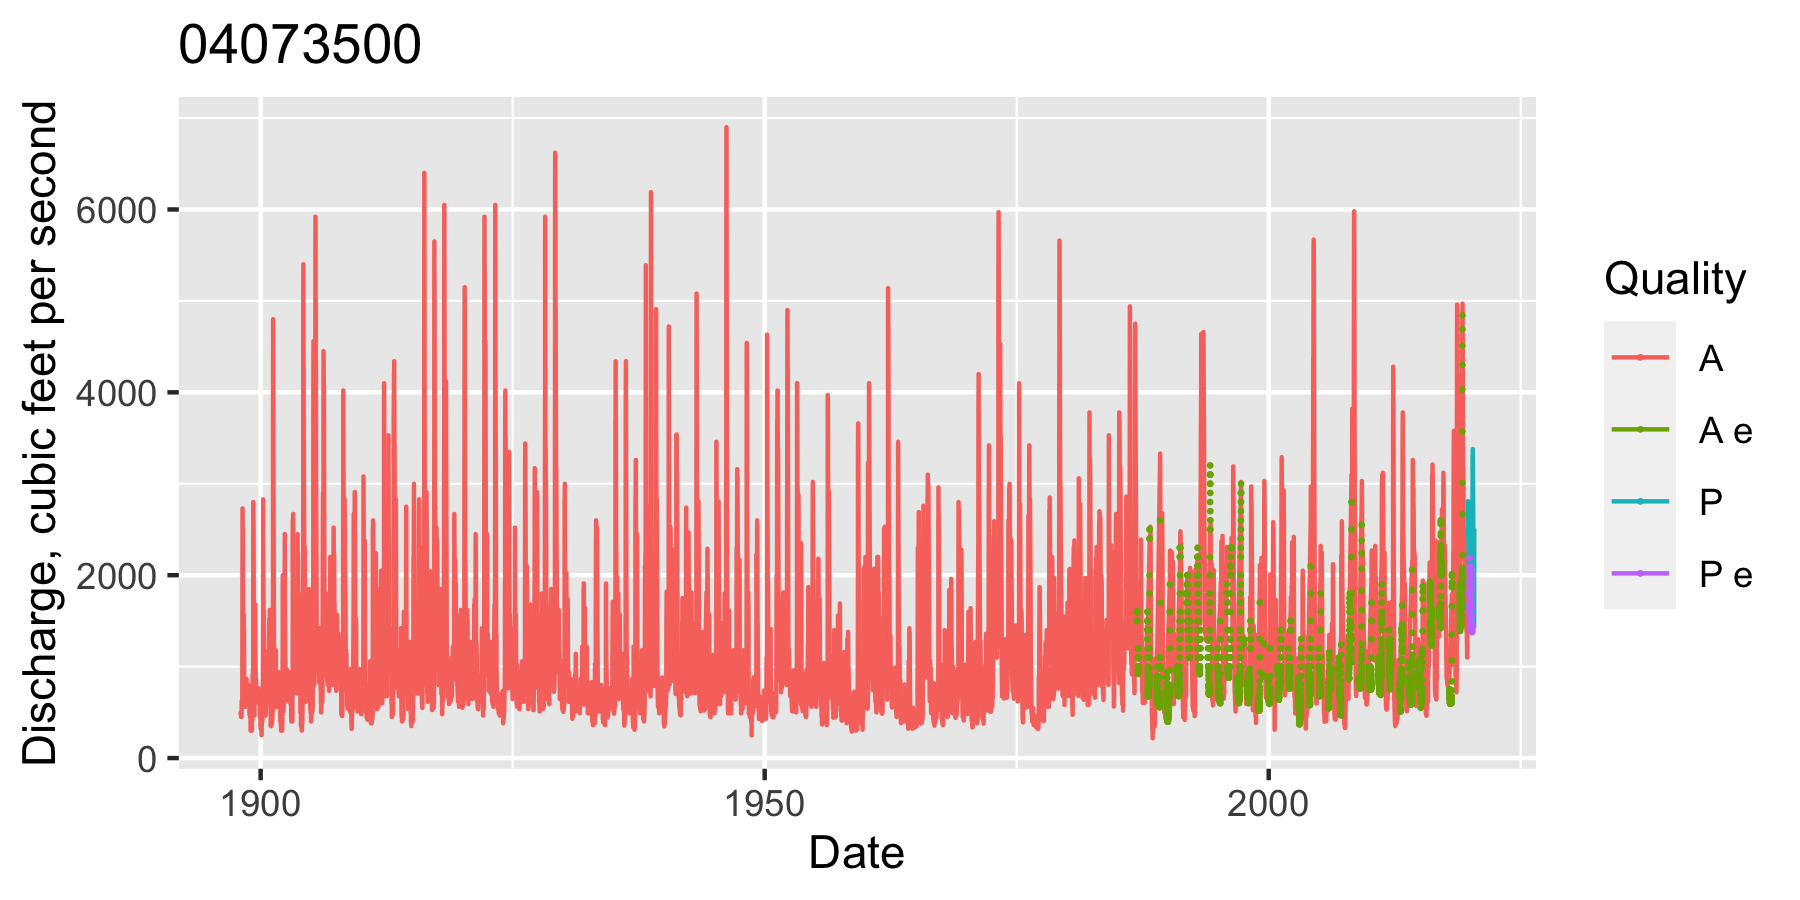 04073500
Discharge, cubic feet per second
6000
4000
2000
0
1900 1950 2000
Date
Quality
A
A e
P
P e